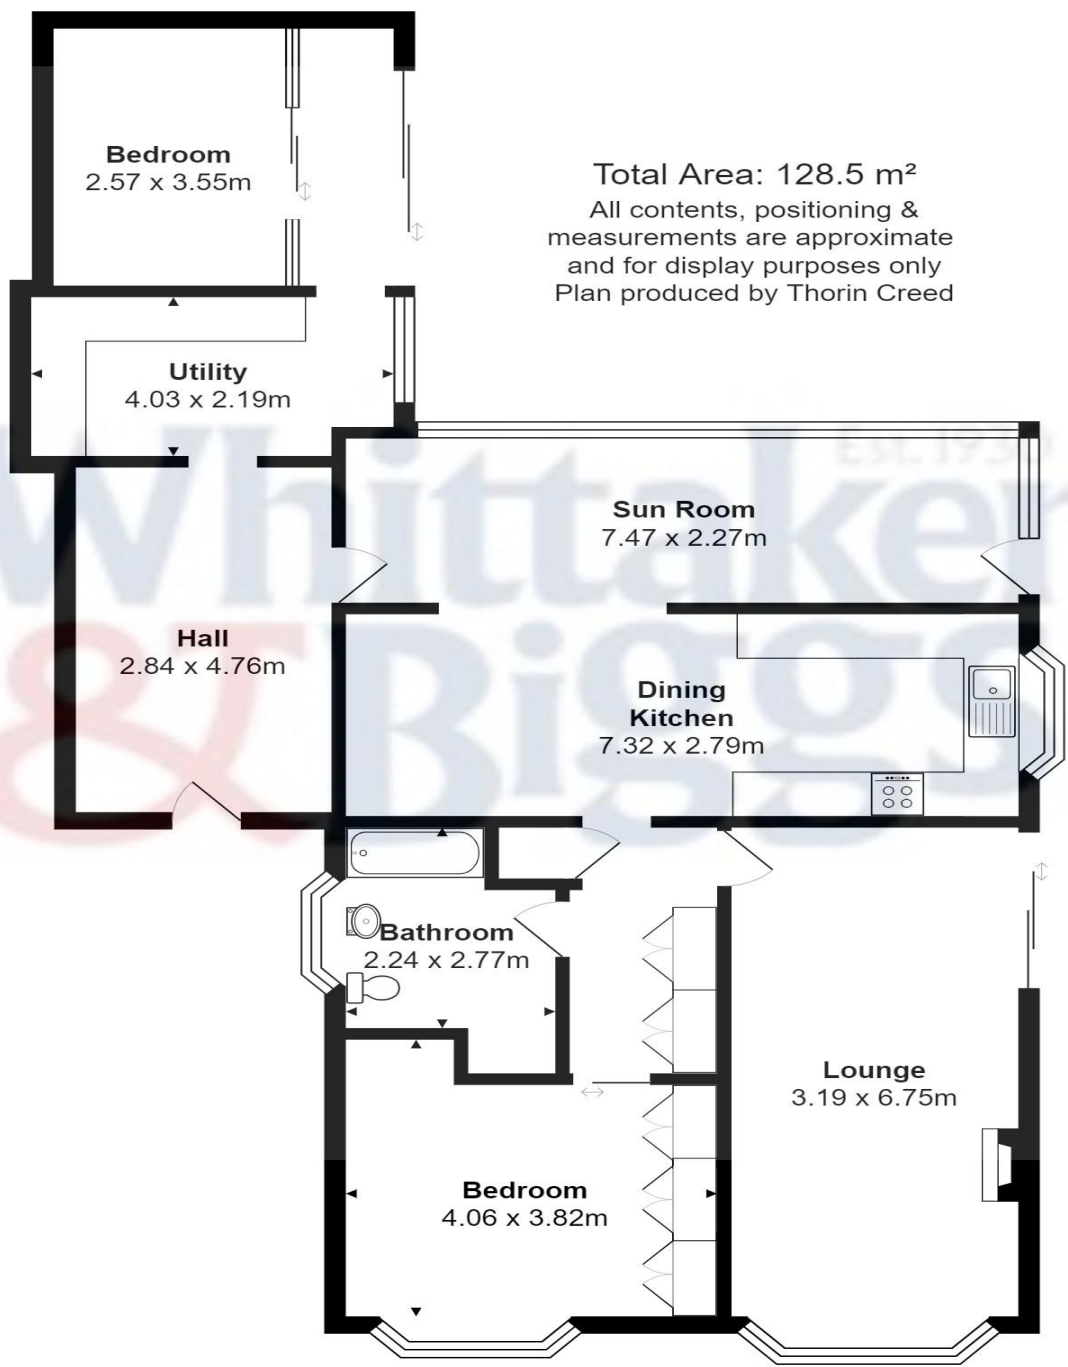 Bedroom
2.57 x 3.55m
Total Area: 128.5 m²
All contents, positioning &
measurements are approximate
and for display purposes only
Plan produced by Thorin Creed
Utility
4.03 x 2.19m
Est. 1930
Whittaker
& Biggs
Sun Room
7.47 x 2.27m
Hall
2.84 x 4.76m
Dining
Kitchen
7.32 x 2.79m
Bathroom
2.24 x 2.77m
Lounge
3.19 x 6.75m
Bedroom
4.06 x 3.82m